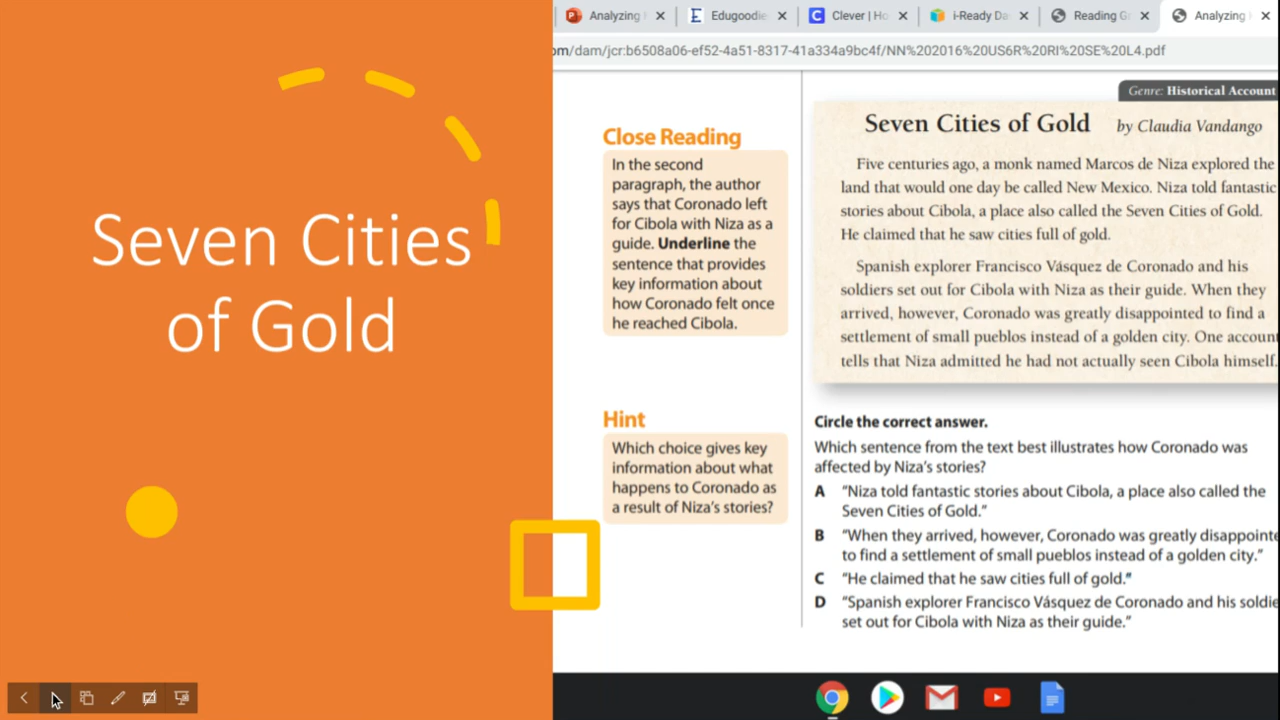 Seven Cities
of Gold
Analyzing
Edugoodie
Clever | Ho
i-Ready Da
Reading G
Analyzing
om/dam/jcr:b6508a06-ef52-4a51-8317-41a334a9bc4f/NN%202016%20US6R%20RI%20SE%20L4.pdf
Genre: Historical Account
Close Reading
In the second
paragraph, the author
says that Coronado left
for Cibola with Niza as a
guide. Underline the
sentence that provides
key information about
how Coronado felt once
he reached Cibola.
Hint
Which choice gives key
information about what
happens to Coronado as
a result of Niza's stories?
Seven Cities of Gold by Claudia Vandango
Five centuries ago, a monk named Marcos de Niza explored the
land that would one day be called New Mexico. Niza told fantastic
stories about Cibola, a place also called the Seven Cities of Gold.
He claimed that he saw cities full of gold.
Spanish explorer Francisco Vásquez de Coronado and his
soldiers set out for Cibola with Niza as their guide. When they
arrived, however, Coronado was greatly disappointed to find a
settlement of small pueblos instead of a golden city. One account
tells that Niza admitted he had not actually seen Cibola himself.
Circle the correct answer.
Which sentence from the text best illustrates how Coronado was
affected by Niza's stories?
A "Niza told fantastic stories about Cibola, a place also called the
Seven Cities of Gold."
B "When they arrived, however, Coronado was greatly disappointe
to find a settlement of small pueblos instead of a golden city."
C "He claimed that he saw cities full of gold."
D "Spanish explorer Francisco Vásquez de Coronado and his soldie
set out for Cibola with Niza as their guide."